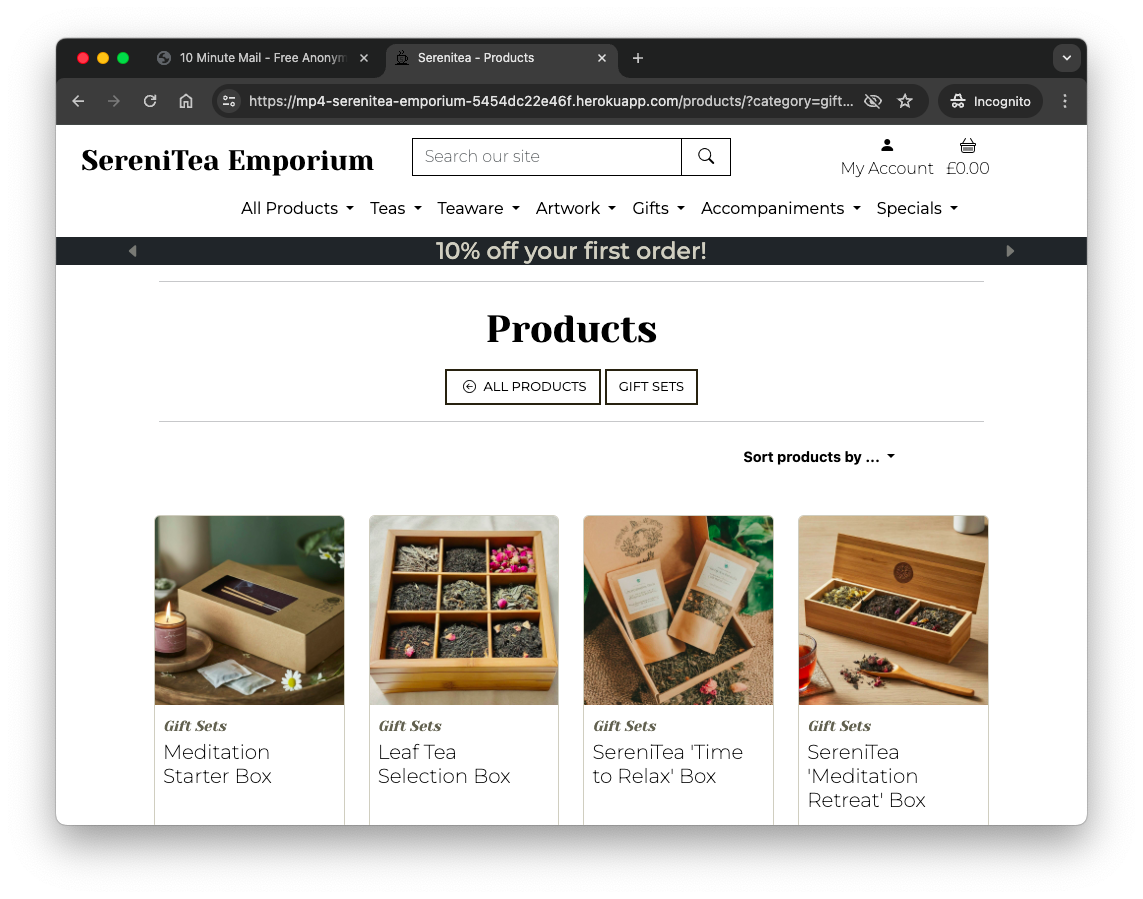 10 Minute Mail - Free Anonym
Serenitea - Products
https://mp4-serenitea-emporium-5454dc22e46f.herokuapp.com/products/?category=gift...
Incognito
SereniTea Emporium
Search our site
My Account
£0.00
All Products
Teas
Teaware
Artwork
Gifts
Accompaniments
Specials
10% off your first order!
Products
ALL PRODUCTS
GIFT SETS
Sort products by ...
Gift Sets
Meditation
Starter Box
Gift Sets
Leaf Tea
Selection Box
Gift Sets
SereniTea 'Time
to Relax' Box
Gift Sets
SereniTea
'Meditation
Retreat' Box